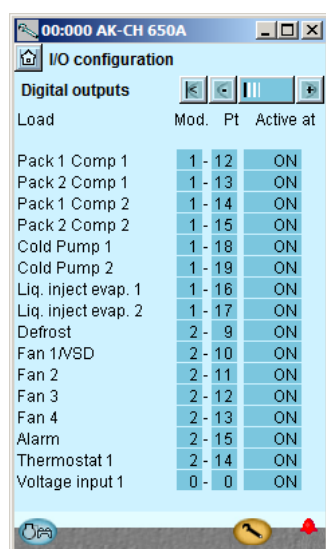 00:000 AK-CH 650A
I/O configuration
Digital outputs
Load Mod. Pt Active at
Pack 1 Comp 1 1 - 12 ON
Pack 2 Comp 1 1 - 13 ON
Pack 1 Comp 2 1 - 14 ON
Pack 2 Comp 2 1 - 15 ON
Cold Pump 1 1 - 18 ON
Cold Pump 2 1 - 19 ON
Liq. inject evap. 1 1 - 16 ON
Liq. inject evap. 2 1 - 17 ON
Defrost 2 - 9 ON
Fan 1/VSD 2 - 10 ON
Fan 2 2 - 11 ON
Fan 3 2 - 12 ON
Fan 4 2 - 13 ON
Alarm 2 - 15 ON
Thermostat 1 2 - 14 ON
Voltage input 1 0 - 0 ON